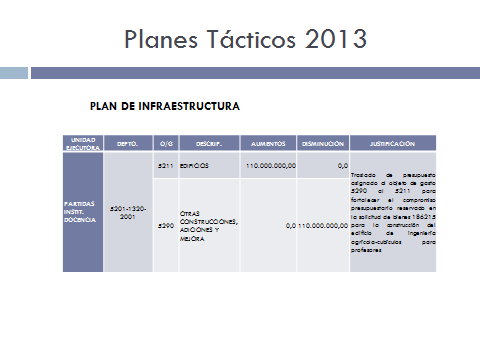 Planes Tácticos 2013
PLAN DE INFRAESTRUCTURA
UNIDAD EJECUTORA DEPTO. O/G DESCRIP. AUMENTOS DISMINUCIÓN JUSTIFICACIÓN
PARTIDAS
INSTIT.
DOCENCIA
5201-1320-
2001
5211 EDIFICIOS 110.000.000,00 0,0
5290
OTRAS
CONSTRUCCIONES,
ADICIONES Y
MEJORA
0,0 110.000.000,00
Traslado de presupuesto
asignado al objeto de gasto
5290 al 5211 para
fortalecer el compromiso
presupuestario reservado en
la solicitud de bienes 186215
para la construcción del
edificio de ingeniería
agrícola-cubículos para
profesores